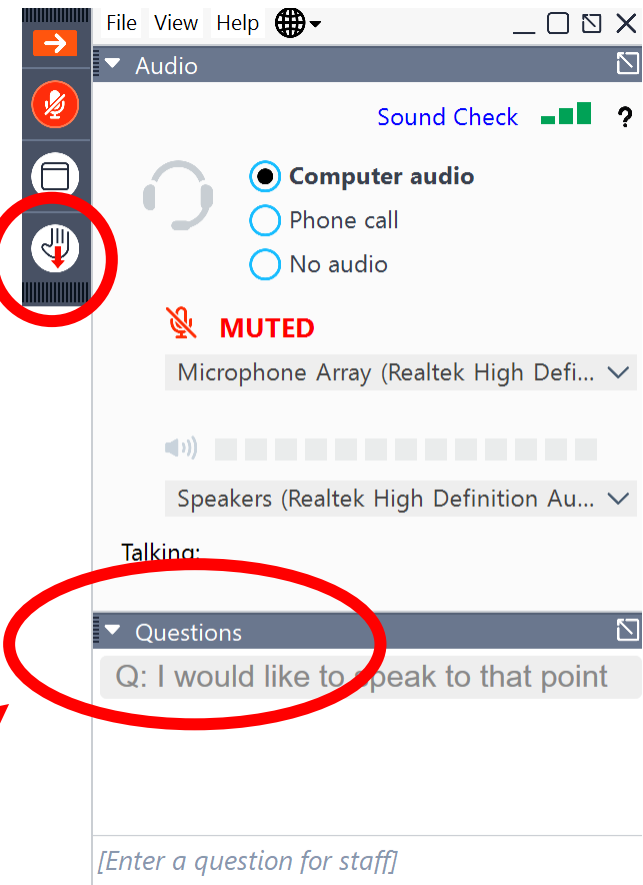 File View Help
Audio
Sound Check ?
Computer audio
Phone call
No audio
MUTED
Microphone Array (Realtek High Defi...
Speakers (Realtek High Definition Au...
Talking:
Questions
Q: I would like to speak to that point
[Enter a question for staff]